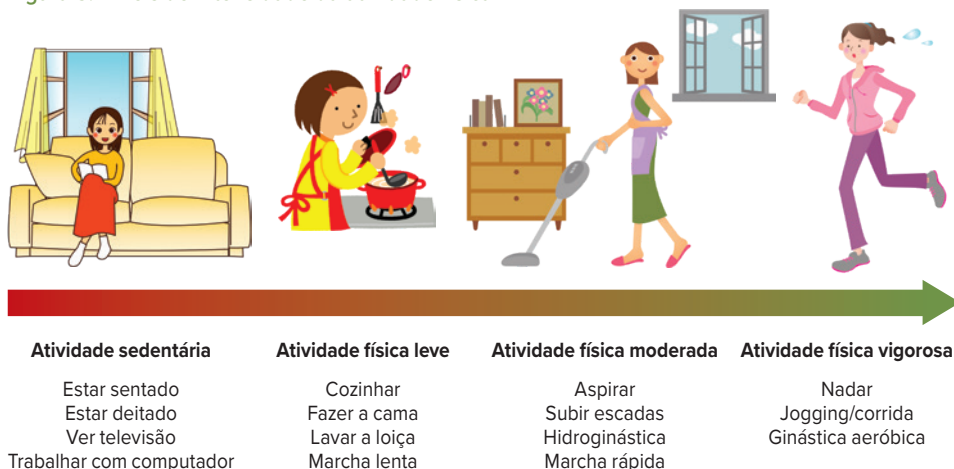 Atividade sedentária
Estar sentado
Estar deitado
Ver televisão
Trabalhar com computador
Atividade física leve
Cozinhar
Fazer a cama
Lavar a loiça
Marcha lenta
Atividade física moderada
Aspirar
Subir escadas
Hidroginástica
Marcha rápida
Atividade física vigorosa
Nadar
Jogging/corrida
Ginástica aeróbica